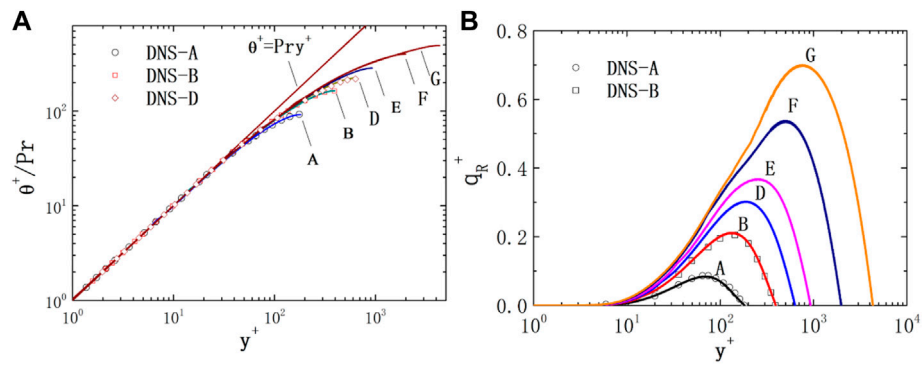 A
θ⁺/Pr
10²
10¹
10⁰
10⁰
10¹
10²
10³
y⁺
DNS-A
DNS-B
DNS-D
θ⁺=Pry⁺
A
B
D
E
F
G
B
q_R⁺
0.8
0.6
0.4
0.2
0.0
10⁰
10¹
10²
10³
10⁴
y⁺
DNS-A
DNS-B
G
F
E
D
B
A